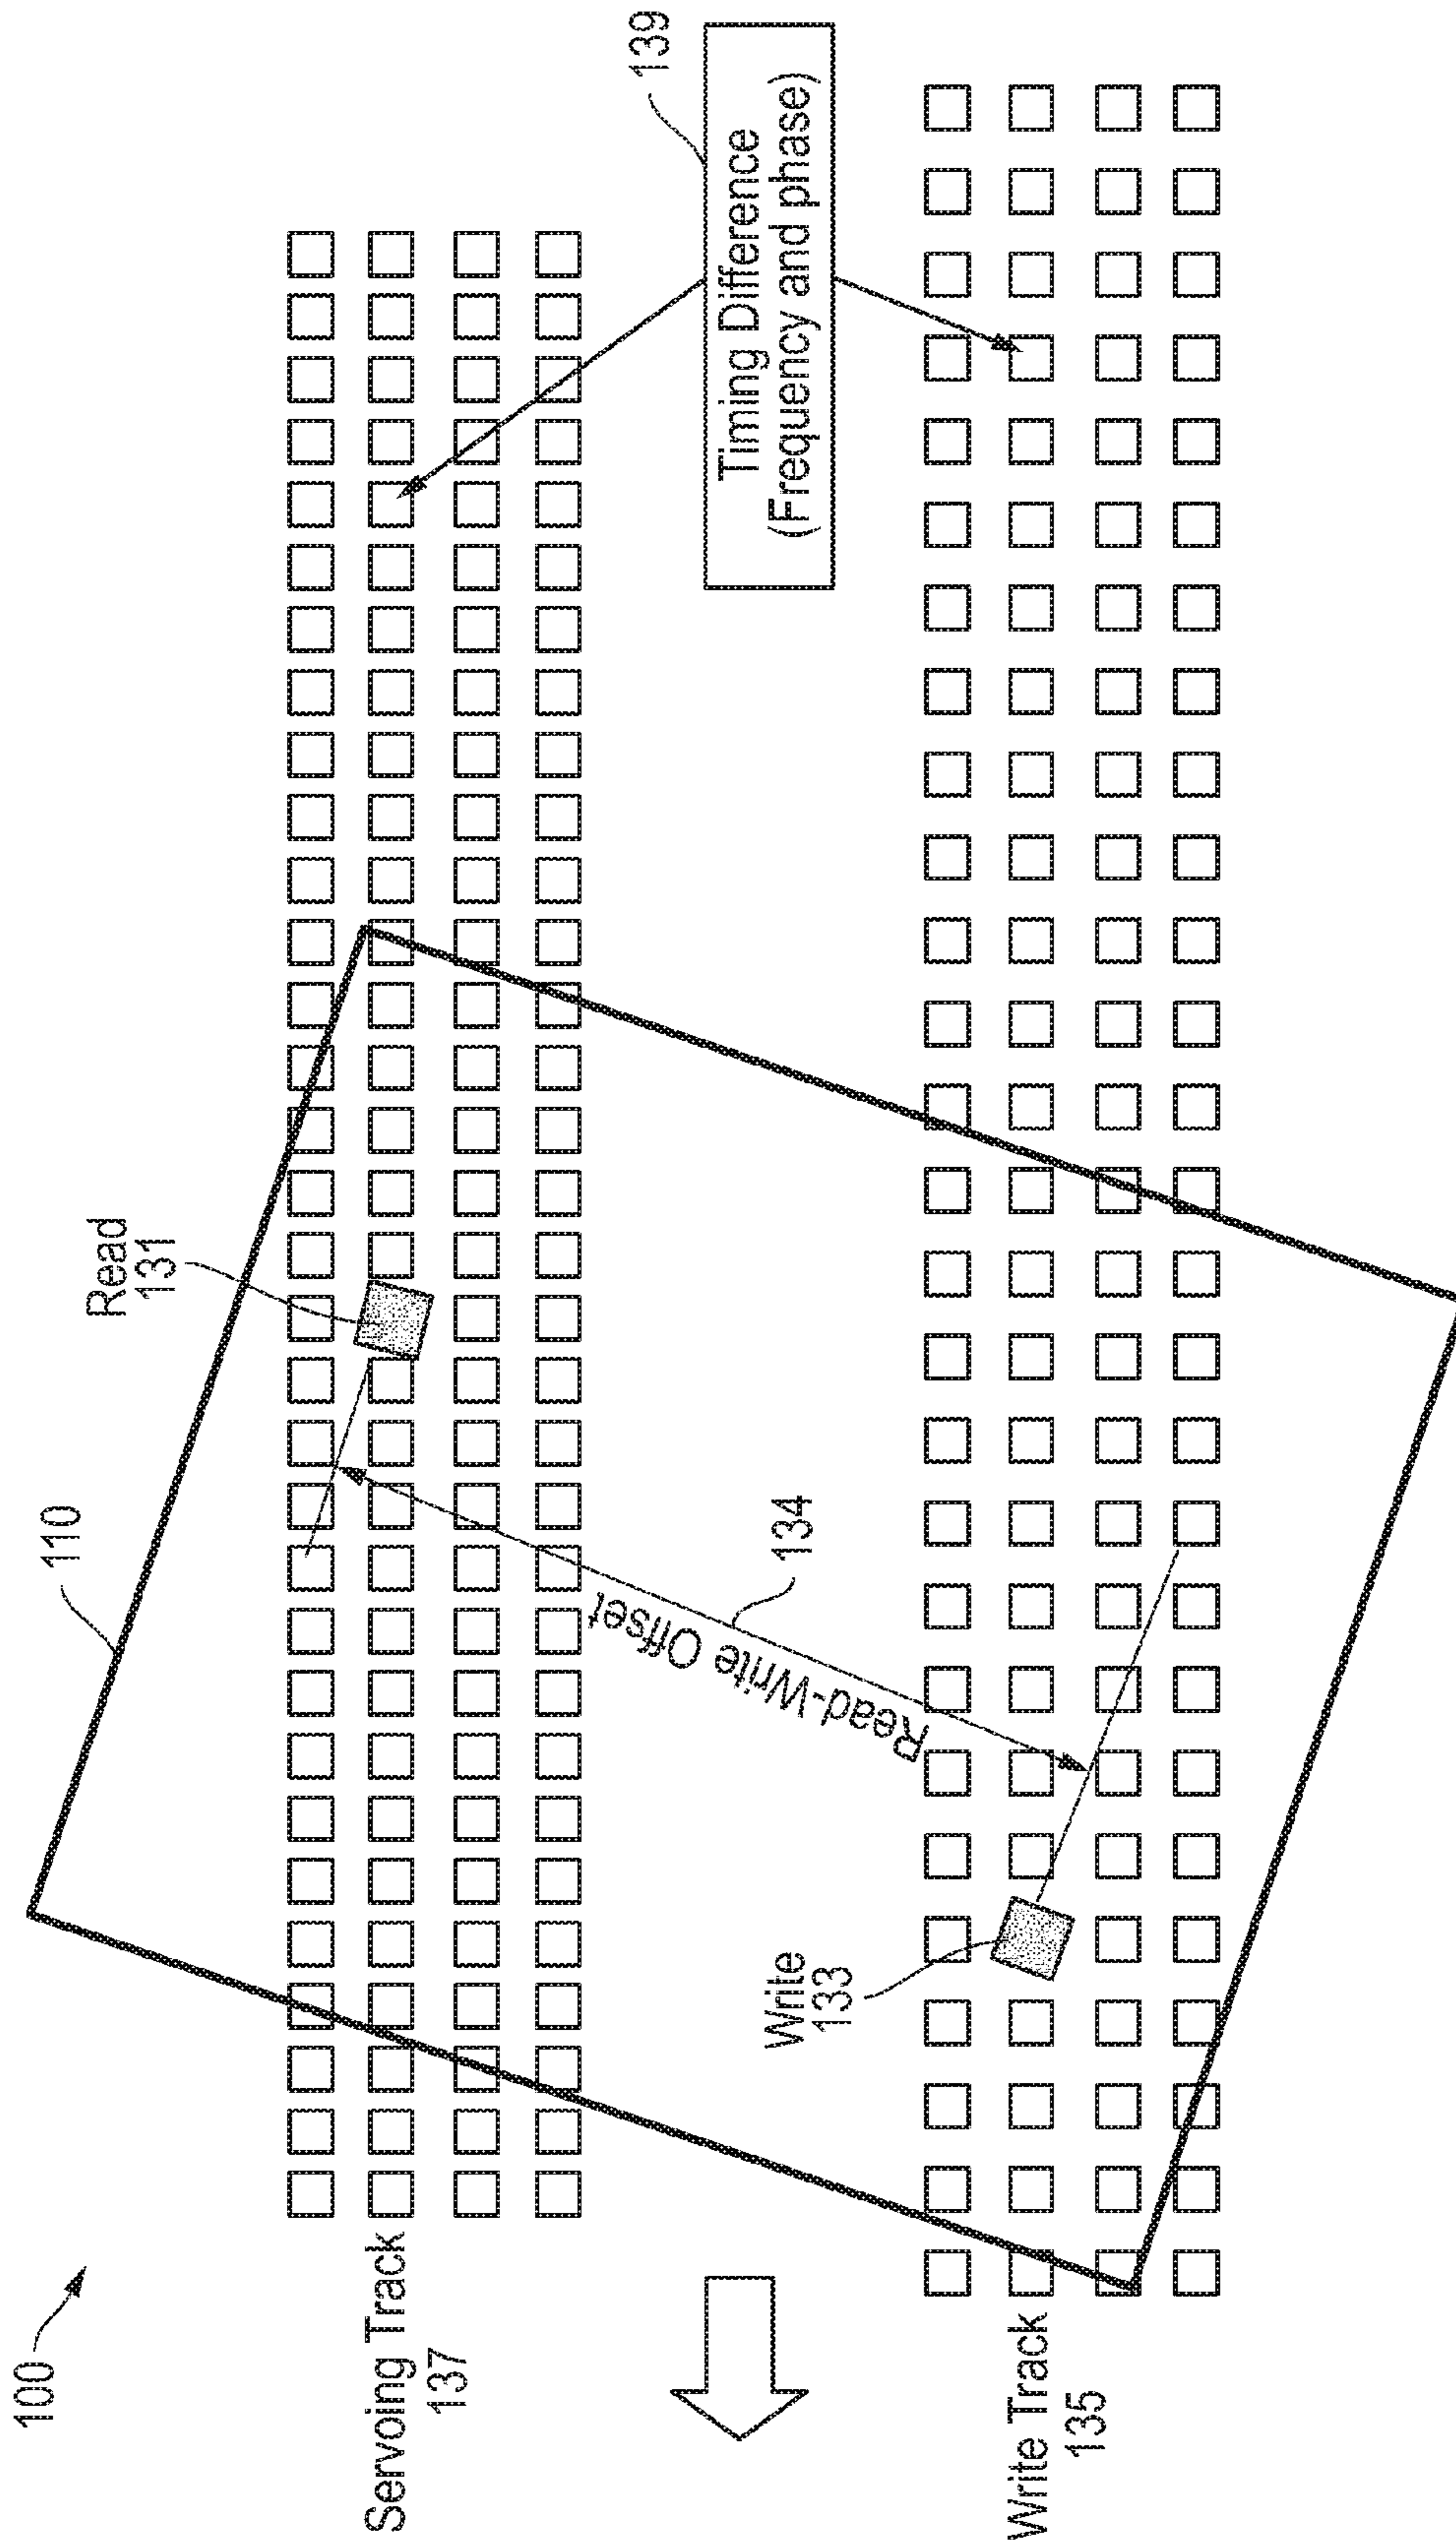 100
110
Read
131
139
Servoing Track
137
Timing Difference
(Frequency and phase)
Read-Write Offset
134
Write
133
Write Track
135